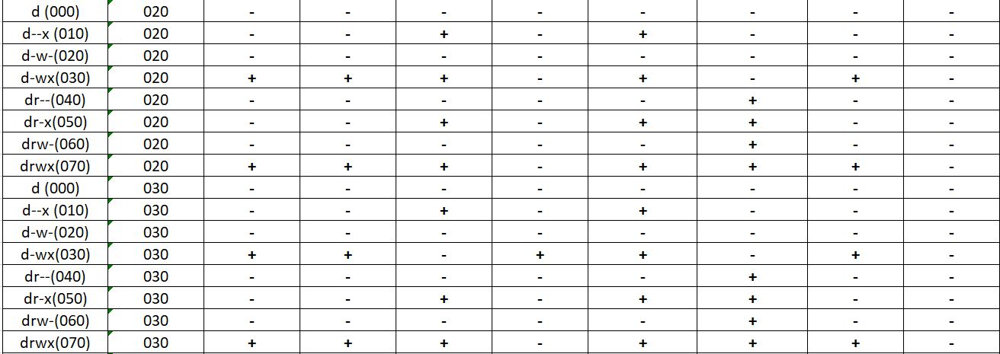 d (000) 020 - - - - - - - -
d--x (010) 020 - - + - + - - -
d-w-(020) 020 - - - - - - - -
d-wx(030) 020 + + + - + - + -
dr--(040) 020 - - - - - + - -
dr-x(050) 020 - - + - + + - -
drw-(060) 020 - - - - - + - -
drwx(070) 020 + + + - + + + -
d (000) 030 - - - - - - - -
d--x (010) 030 - - + - + - - -
d-w-(020) 030 - - - - - - - -
d-wx(030) 030 + + - + + - + -
dr--(040) 030 - - - - - + - -
dr-x(050) 030 - - + - + + - -
drw-(060) 030 - - - - - + - -
drwx(070) 030 + + + - + + + -